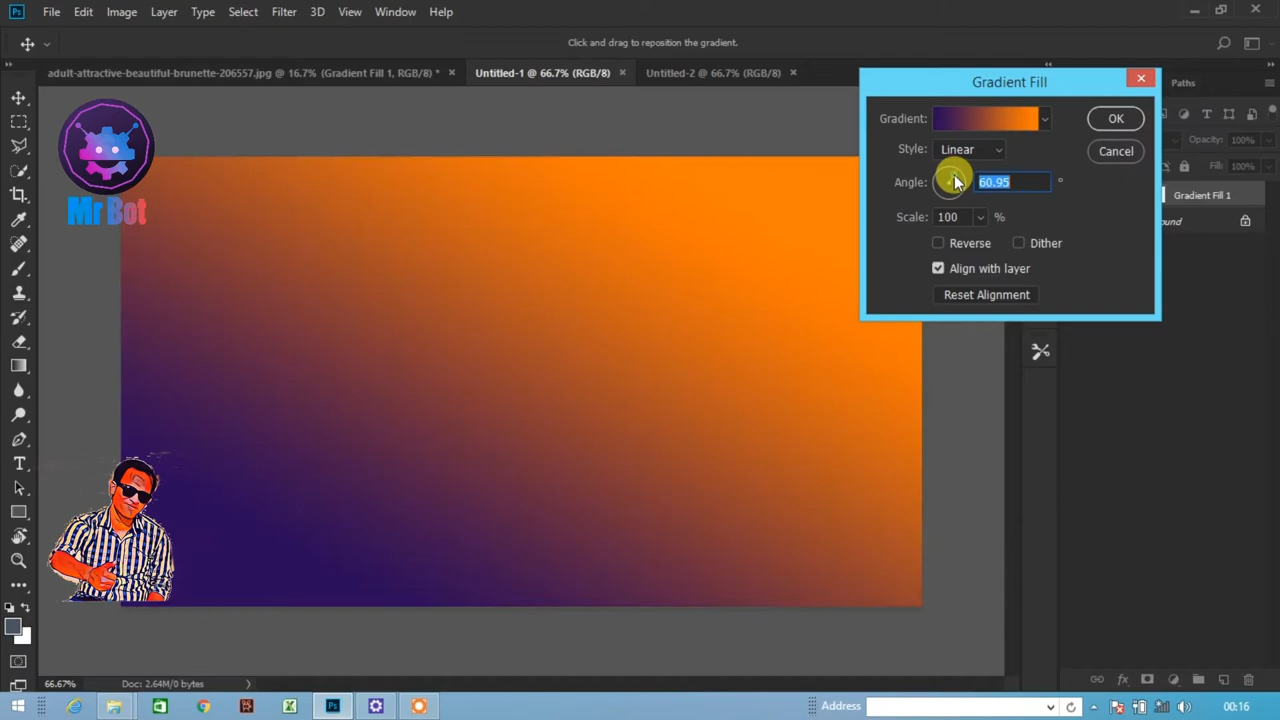 Ps File Edit Image Layer Type Select Filter 3D View Window Help
Click and drag to reposition the gradient.
adult-attractive-beautiful-brunette-206557.jpg @ 16.7% (Gradient Fill 1, RGB/8) *
Untitled-1 @ 66.7% (RGB/8)
Untitled-2 @ 66.7% (RGB/8)
Gradient Fill
Paths
Gradient:
OK
Style: Linear
Cancel
Angle: 60.95 °
Scale: 100 %
Reverse
Dither
Align with layer
Reset Alignment
Opacity: 100%
Fill: 100%
Gradient Fill 1
ound
Mr Bot
66.67%
Doc: 2.64M/0 bytes
Ps
Address
00:16